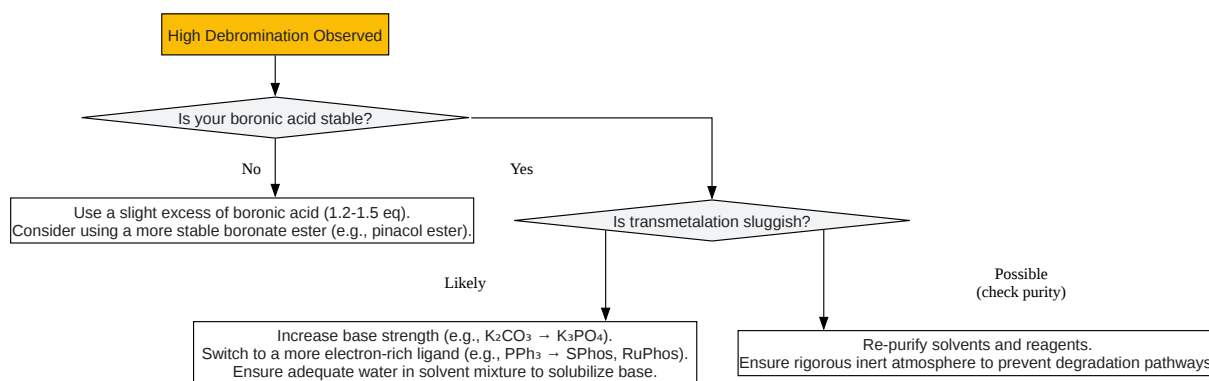 High Debromination Observed
Is your boronic acid stable?
No
Yes
Use a slight excess of boronic acid (1.2-1.5 eq).
Consider using a more stable boronate ester (e.g., pinacol ester).
Is transmetalation sluggish?
Likely
Possible
(check purity)
Increase base strength (e.g., K₂CO₃ → K₃PO₄).
Switch to a more electron-rich ligand (e.g., PPh₃ → SPhos, RuPhos).
Ensure adequate water in solvent mixture to solubilize base.
Re-purify solvents and reagents.
Ensure rigorous inert atmosphere to prevent degradation pathways.